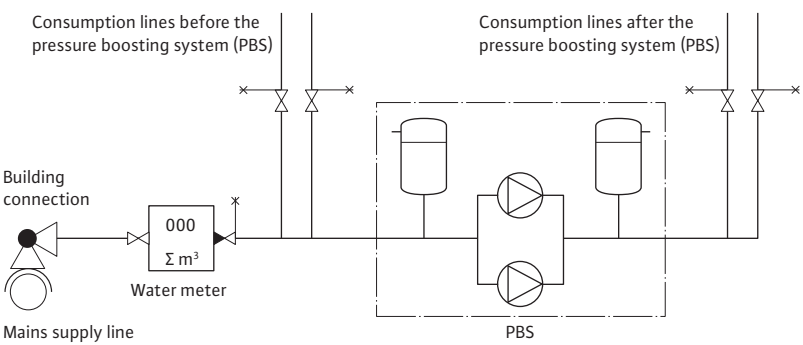 Consumption lines before the
pressure boosting system (PBS)
Consumption lines after the
pressure boosting system (PBS)
Building
connection
000
Σ m³
Water meter
Mains supply line
PBS